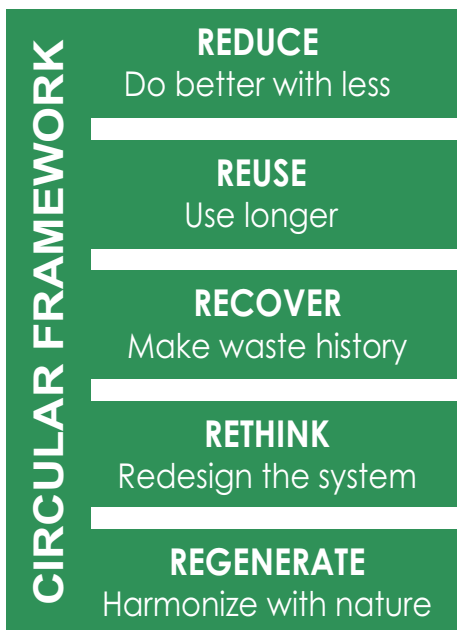 CIRCULAR FRAMEWORK
REDUCE
Do better with less
REUSE
Use longer
RECOVER
Make waste history
RETHINK
Redesign the system
REGENERATE
Harmonize with nature